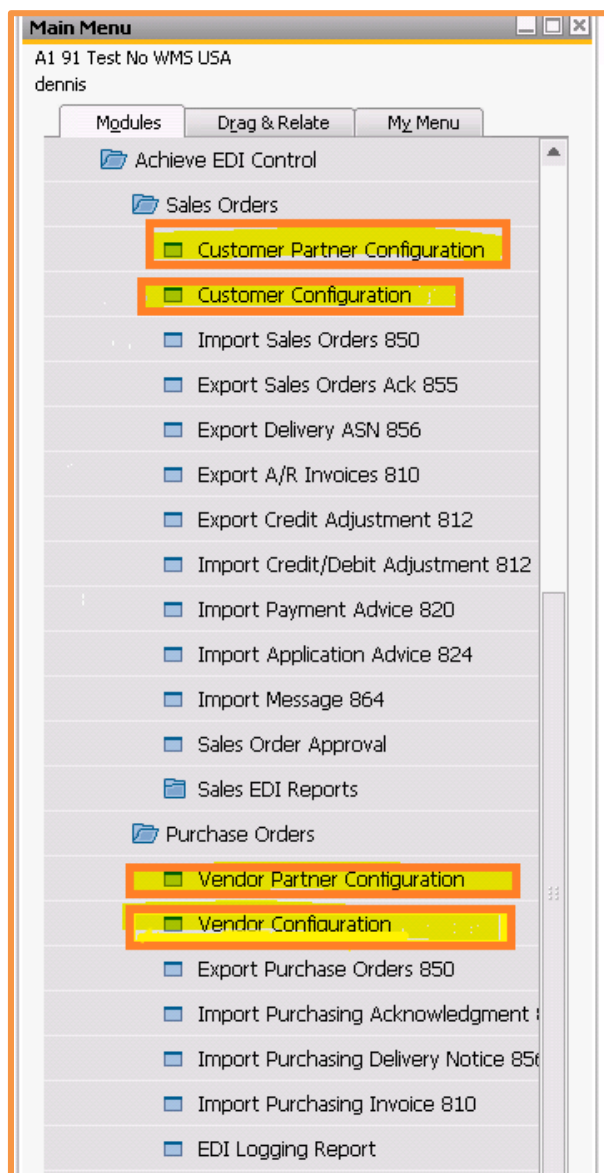 Main Menu
A1 91 Test No WMS USA
dennis
Modules Drag & Relate My Menu
Achieve EDI Control
Sales Orders
Customer Partner Configuration
Customer Configuration
Import Sales Orders 850
Export Sales Orders Ack 855
Export Delivery ASN 856
Export A/R Invoices 810
Export Credit Adjustment 812
Import Credit/Debit Adjustment 812
Import Payment Advice 820
Import Application Advice 824
Import Message 864
Sales Order Approval
Sales EDI Reports
Purchase Orders
Vendor Partner Configuration
Vendor Configuration
Export Purchase Orders 850
Import Purchasing Acknowledgment
Import Purchasing Delivery Notice 856
Import Purchasing Invoice 810
EDI Logging Report